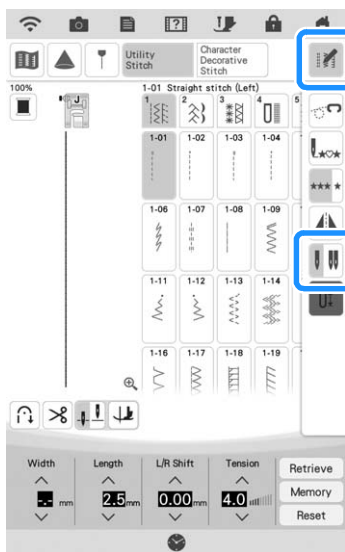 Utility
Stitch
Character
Decorative
Stitch
100%
1-01 Straight stitch (Left)
J
1 2 3 4 5
1-01 1-02 1-03 1-04
1-06 1-07 1-08 1-09
1-11 1-12 1-13 1-14
1-16 1-17 1-18 1-19
Width Length L/R Shift Tension
-.- mm 2.5 mm 0.00 mm 4.0
Retrieve
Memory
Reset